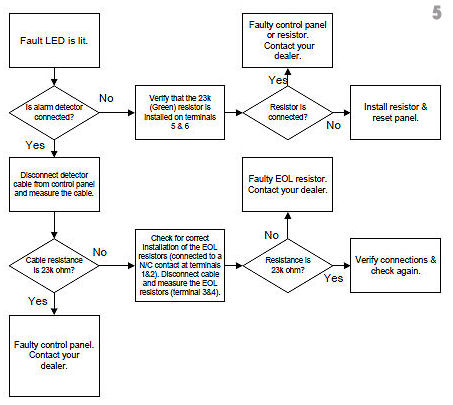 5
Fault LED is lit.
Is alarm detector
connected?
No
Yes
Verify that the 23k
(Green) resistor is
installed on terminals
5 & 6
Resistor is
connected?
Yes
No
Faulty control panel
or resistor.
Contact your
dealer.
Install resistor &
reset panel.
Disconnect detector
cable from control panel
and measure the cable.
Cable resistance
is 23k ohm?
No
Yes
Check for correct
installation of the EOL
resistors (connected to a
N/C contact at terminals
1&2). Disconnect cable
and measure the EOL
resistors (terminal 3&4).
Resistance is
23k ohm?
No
Yes
Faulty EOL resistor.
Contact your dealer.
Verify connections &
check again.
Faulty control panel.
Contact your
dealer.